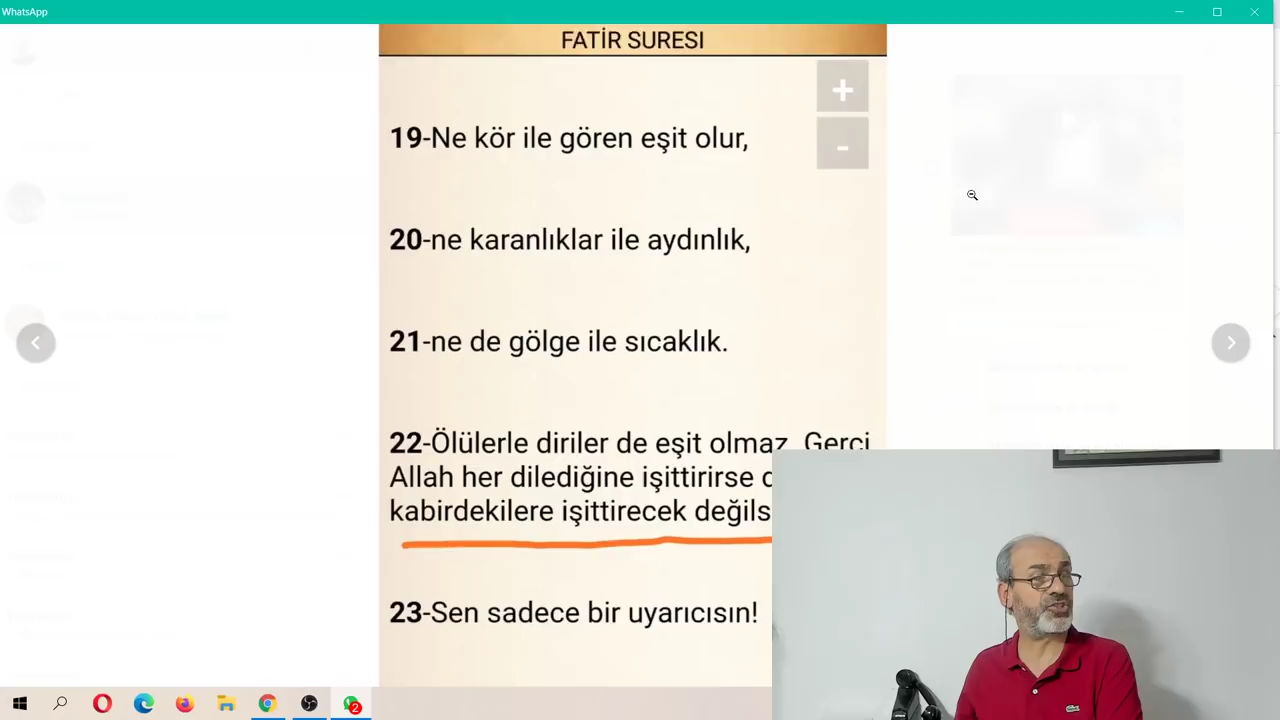 WhatsApp
FATİR SURESI
+
-
19-Ne kör ile gören eşit olur,
20-ne karanlıklar ile aydınlık,
21-ne de gölge ile sıcaklık.
22-Ölülerle diriler de eşit olmaz. Gerçi
Allah her dilediğine işittirirse
kabirdekilere işittirecek
23-Sen sadece bir uyarıcısın!
2